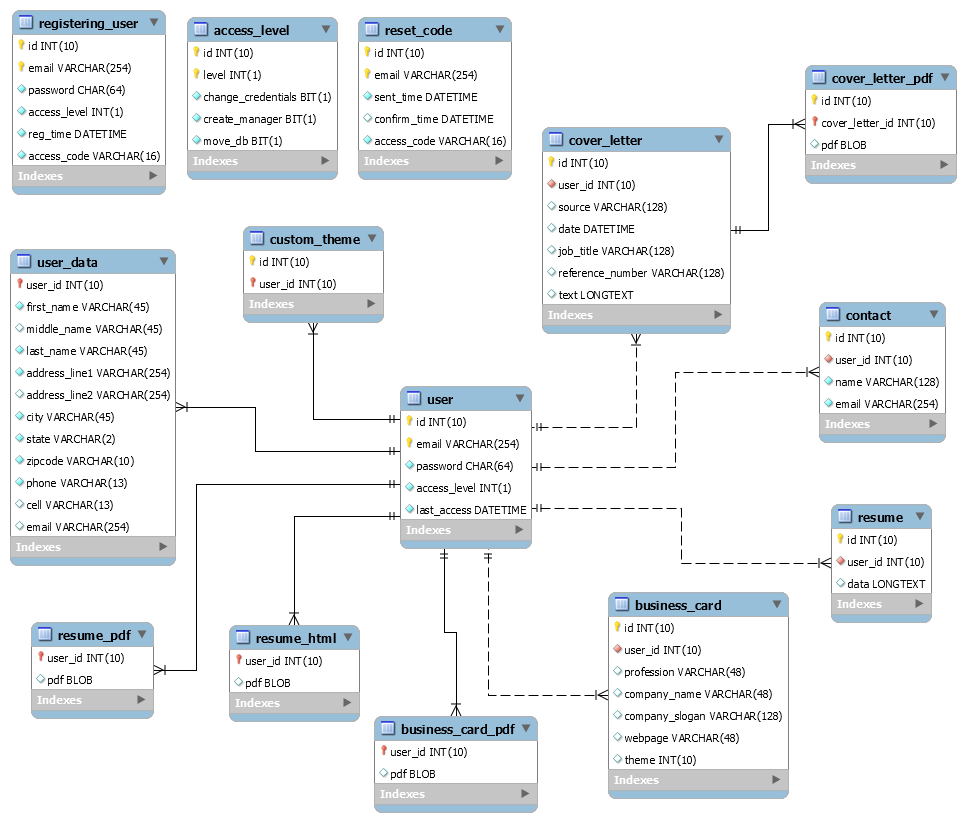 registering_user
id INT(10)
email VARCHAR(254)
password CHAR(64)
access_level INT(1)
reg_time DATETIME
access_code VARCHAR(16)
Indexes
access_level
id INT(10)
level INT(1)
change_credentials BIT(1)
create_manager BIT(1)
move_db BIT(1)
Indexes
reset_code
id INT(10)
email VARCHAR(254)
sent_time DATETIME
confirm_time DATETIME
access_code VARCHAR(16)
Indexes
cover_letter
id INT(10)
user_id INT(10)
source VARCHAR(128)
date DATETIME
job_title VARCHAR(128)
reference_number VARCHAR(128)
text LONGTEXT
Indexes
cover_letter_pdf
id INT(10)
cover_letter_id INT(10)
pdf BLOB
Indexes
user_data
user_id INT(10)
first_name VARCHAR(45)
middle_name VARCHAR(45)
last_name VARCHAR(45)
address_line1 VARCHAR(254)
address_line2 VARCHAR(254)
city VARCHAR(45)
state VARCHAR(2)
zipcode VARCHAR(10)
phone VARCHAR(13)
cell VARCHAR(13)
email VARCHAR(254)
Indexes
custom_theme
id INT(10)
user_id INT(10)
Indexes
contact
id INT(10)
user_id INT(10)
name VARCHAR(128)
email VARCHAR(254)
Indexes
user
id INT(10)
email VARCHAR(254)
password CHAR(64)
access_level INT(1)
last_access DATETIME
Indexes
resume
id INT(10)
user_id INT(10)
data LONGTEXT
Indexes
resume_pdf
user_id INT(10)
pdf BLOB
Indexes
resume_html
user_id INT(10)
pdf BLOB
Indexes
business_card_pdf
user_id INT(10)
pdf BLOB
Indexes
business_card
id INT(10)
user_id INT(10)
profession VARCHAR(48)
company_name VARCHAR(48)
company_slogan VARCHAR(128)
webpage VARCHAR(48)
theme INT(10)
Indexes